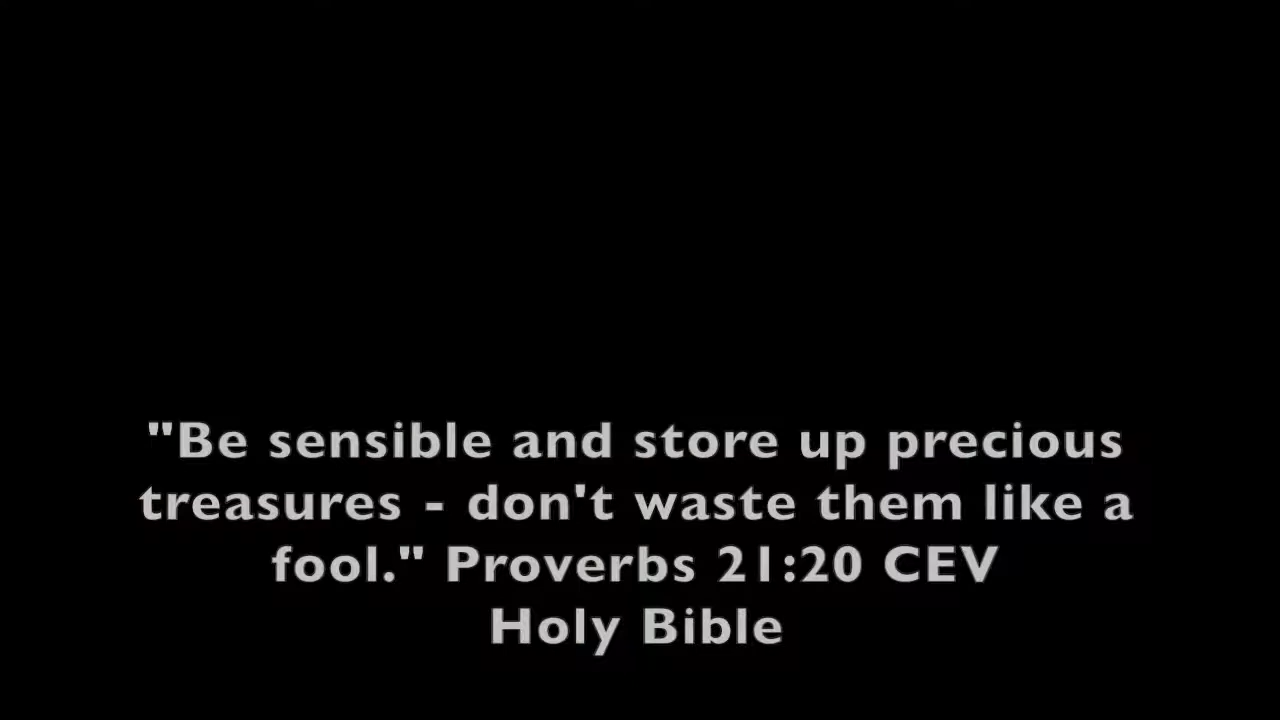 "Be sensible and store up precious
treasures - don't waste them like a
fool." Proverbs 21:20 CEV
Holy Bible